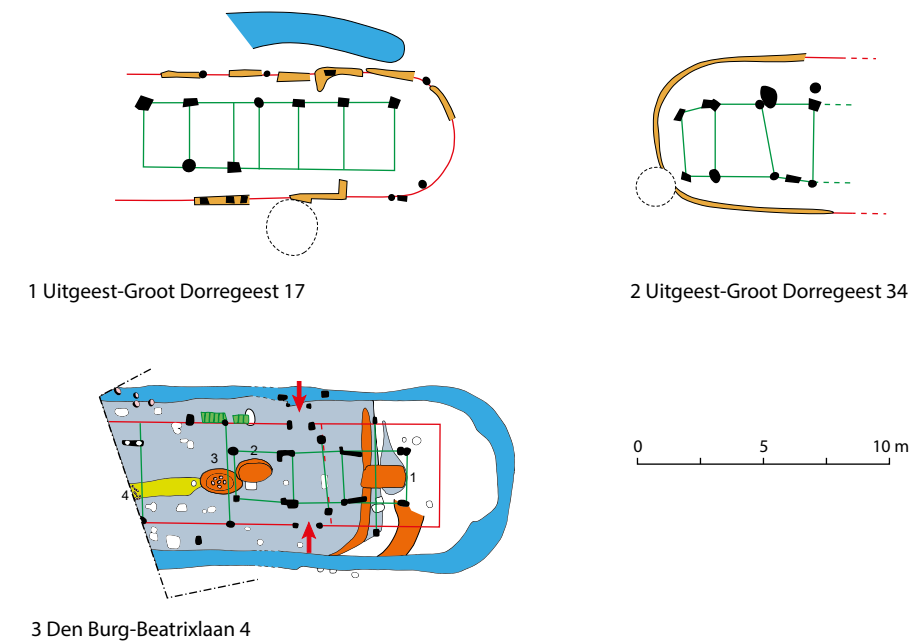 1 Uitgeest-Groot Dorregeest 17
2 Uitgeest-Groot Dorregeest 34
3
2
1
4
0 5 10 m
3 Den Burg-Beatrixlaan 4